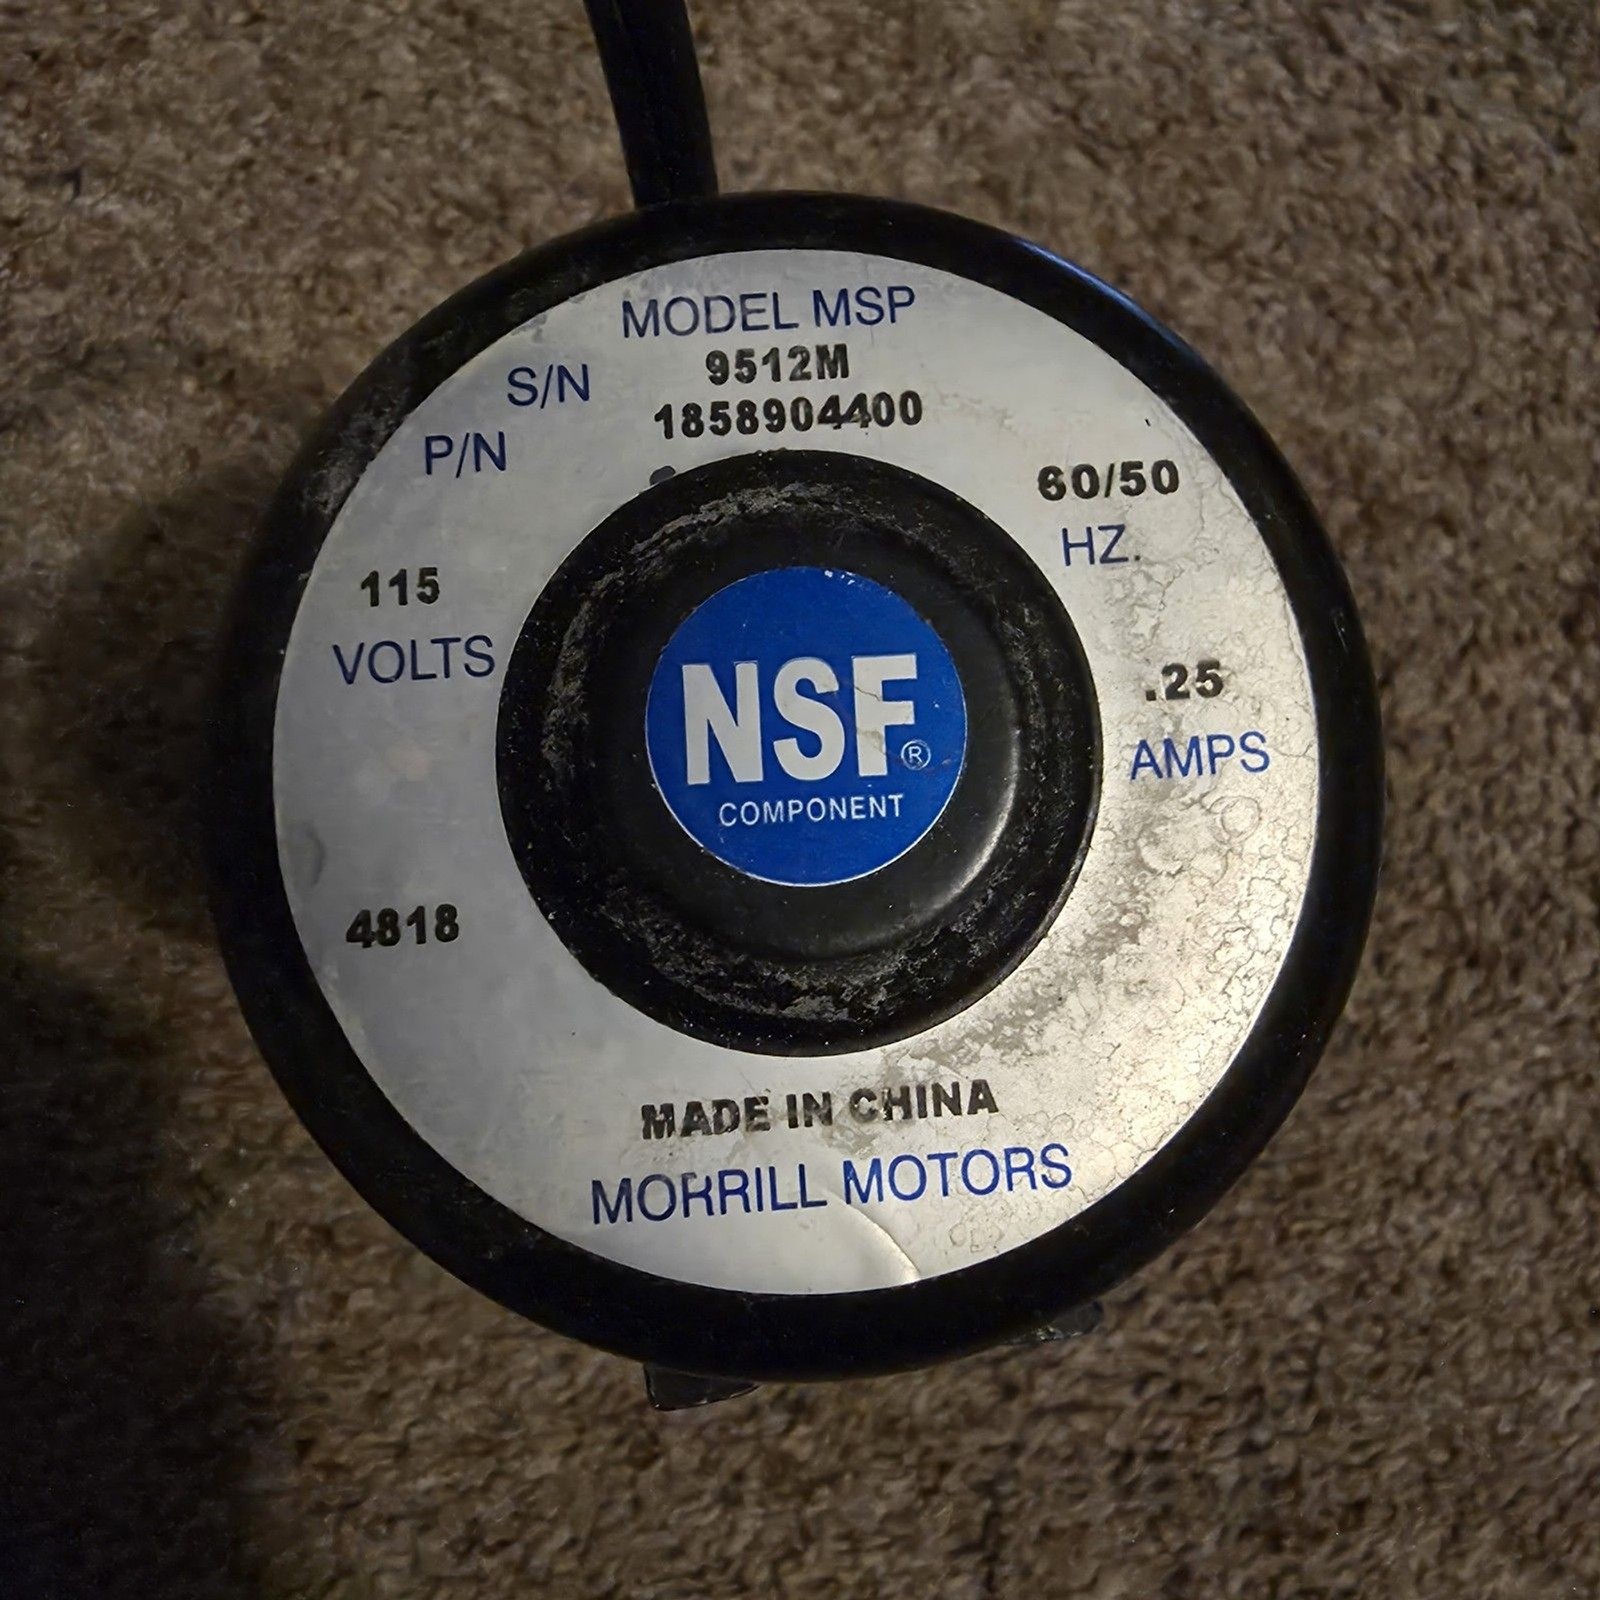 MODEL MSP
S/N 9512M
P/N 1858904400
60/50
HZ.
115
VOLTS
.25
AMPS
NSF®
COMPONENT
4818
MADE IN CHINA
MORRILL MOTORS